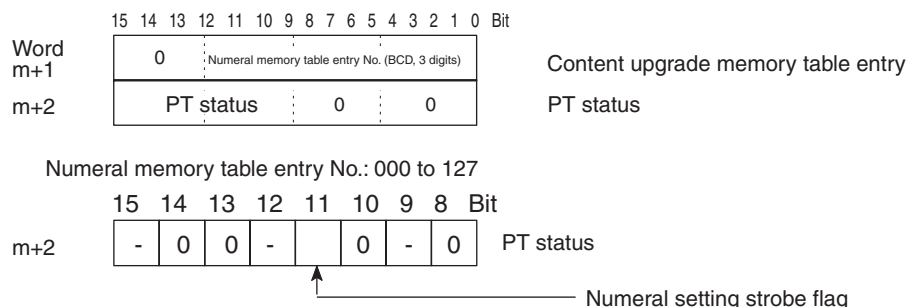 15 14 13 12 11 10 9 8 7 6 5 4 3 2 1 0 Bit
Word
m+1
0 Numeral memory table entry No. (BCD, 3 digits) Content upgrade memory table entry
m+2 PT status 0 0 PT status
Numeral memory table entry No.: 000 to 127
15 14 13 12 11 10 9 8 Bit
m+2 - 0 0 - 0 - 0 PT status
Numeral setting strobe flag